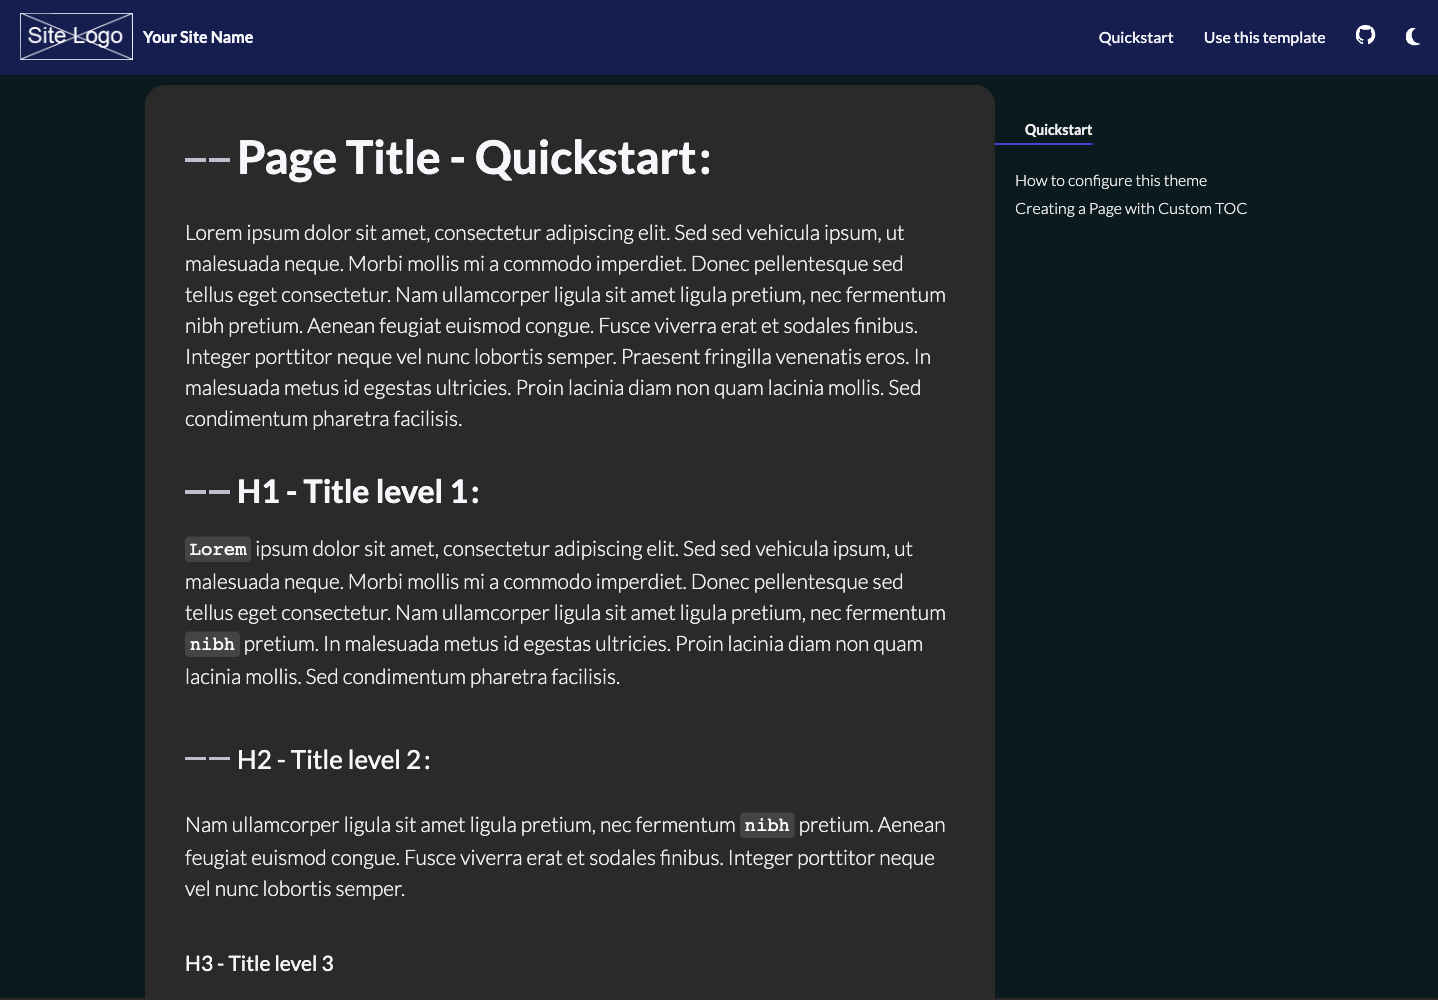 Site Logo
Your Site Name
Quickstart
Use this template
—— Page Title - Quickstart:
Lorem ipsum dolor sit amet, consectetur adipiscing elit. Sed sed vehicula ipsum, ut
malesuada neque. Morbi mollis mi a commodo imperdiet. Donec pellentesque sed
tellus eget consectetur. Nam ullamcorper ligula sit amet ligula pretium, nec fermentum
nibh pretium. Aenean feugiat euismod congue. Fusce viverra erat et sodales finibus.
Integer porttitor neque vel nunc lobortis semper. Praesent fringilla venenatis eros. In
malesuada metus id egestas ultricies. Proin lacinia diam non quam lacinia mollis. Sed
condimentum pharetra facilisis.
—— H1 - Title level 1:
Lorem ipsum dolor sit amet, consectetur adipiscing elit. Sed sed vehicula ipsum, ut
malesuada neque. Morbi mollis mi a commodo imperdiet. Donec pellentesque sed
tellus eget consectetur. Nam ullamcorper ligula sit amet ligula pretium, nec fermentum
nibh pretium. In malesuada metus id egestas ultricies. Proin lacinia diam non quam
lacinia mollis. Sed condimentum pharetra facilisis.
—— H2 - Title level 2:
Nam ullamcorper ligula sit amet ligula pretium, nec fermentum nibh pretium. Aenean
feugiat euismod congue. Fusce viverra erat et sodales finibus. Integer porttitor neque
vel nunc lobortis semper.
H3 - Title level 3
Quickstart
How to configure this theme
Creating a Page with Custom TOC